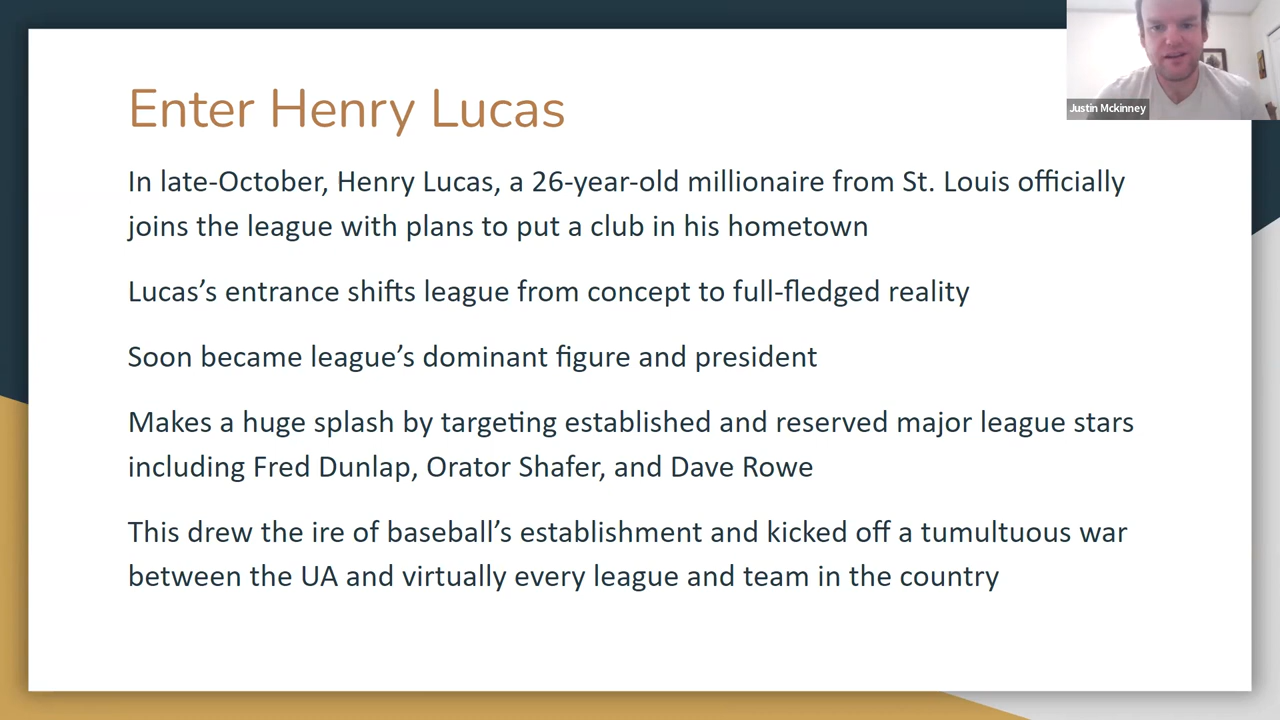 Enter Henry Lucas
Justin Mckinney
In late-October, Henry Lucas, a 26-year-old millionaire from St. Louis officially
joins the league with plans to put a club in his hometown
Lucas’s entrance shifts league from concept to full-fledged reality
Soon became league’s dominant figure and president
Makes a huge splash by targeting established and reserved major league stars
including Fred Dunlap, Orator Shafer, and Dave Rowe
This drew the ire of baseball’s establishment and kicked off a tumultuous war
between the UA and virtually every league and team in the country